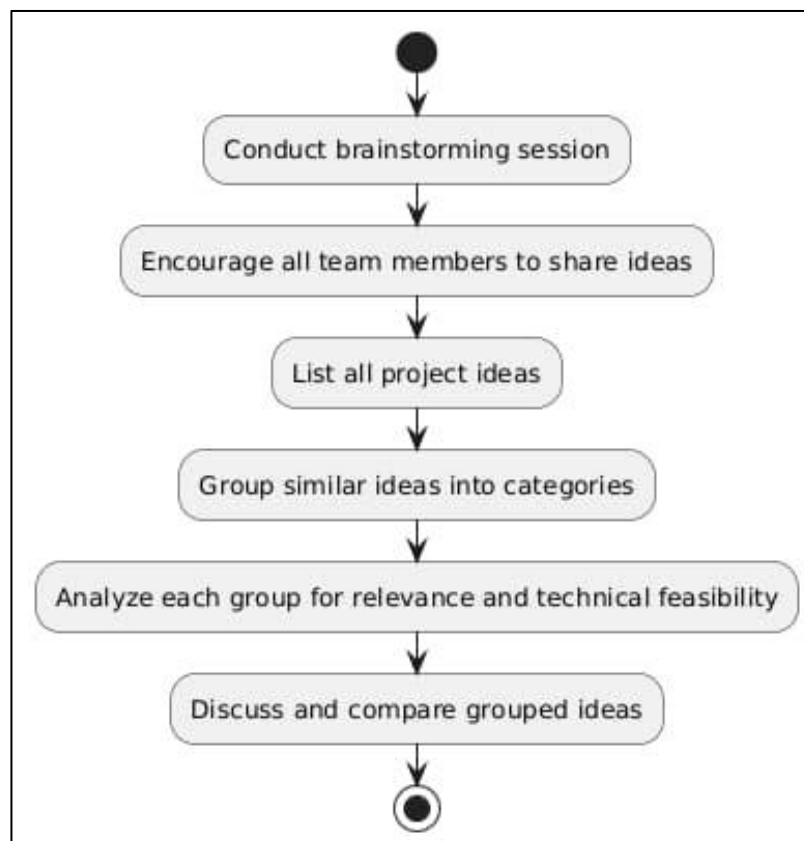 Conduct brainstorming session
Encourage all team members to share ideas
List all project ideas
Group similar ideas into categories
Analyze each group for relevance and technical feasibility
Discuss and compare grouped ideas